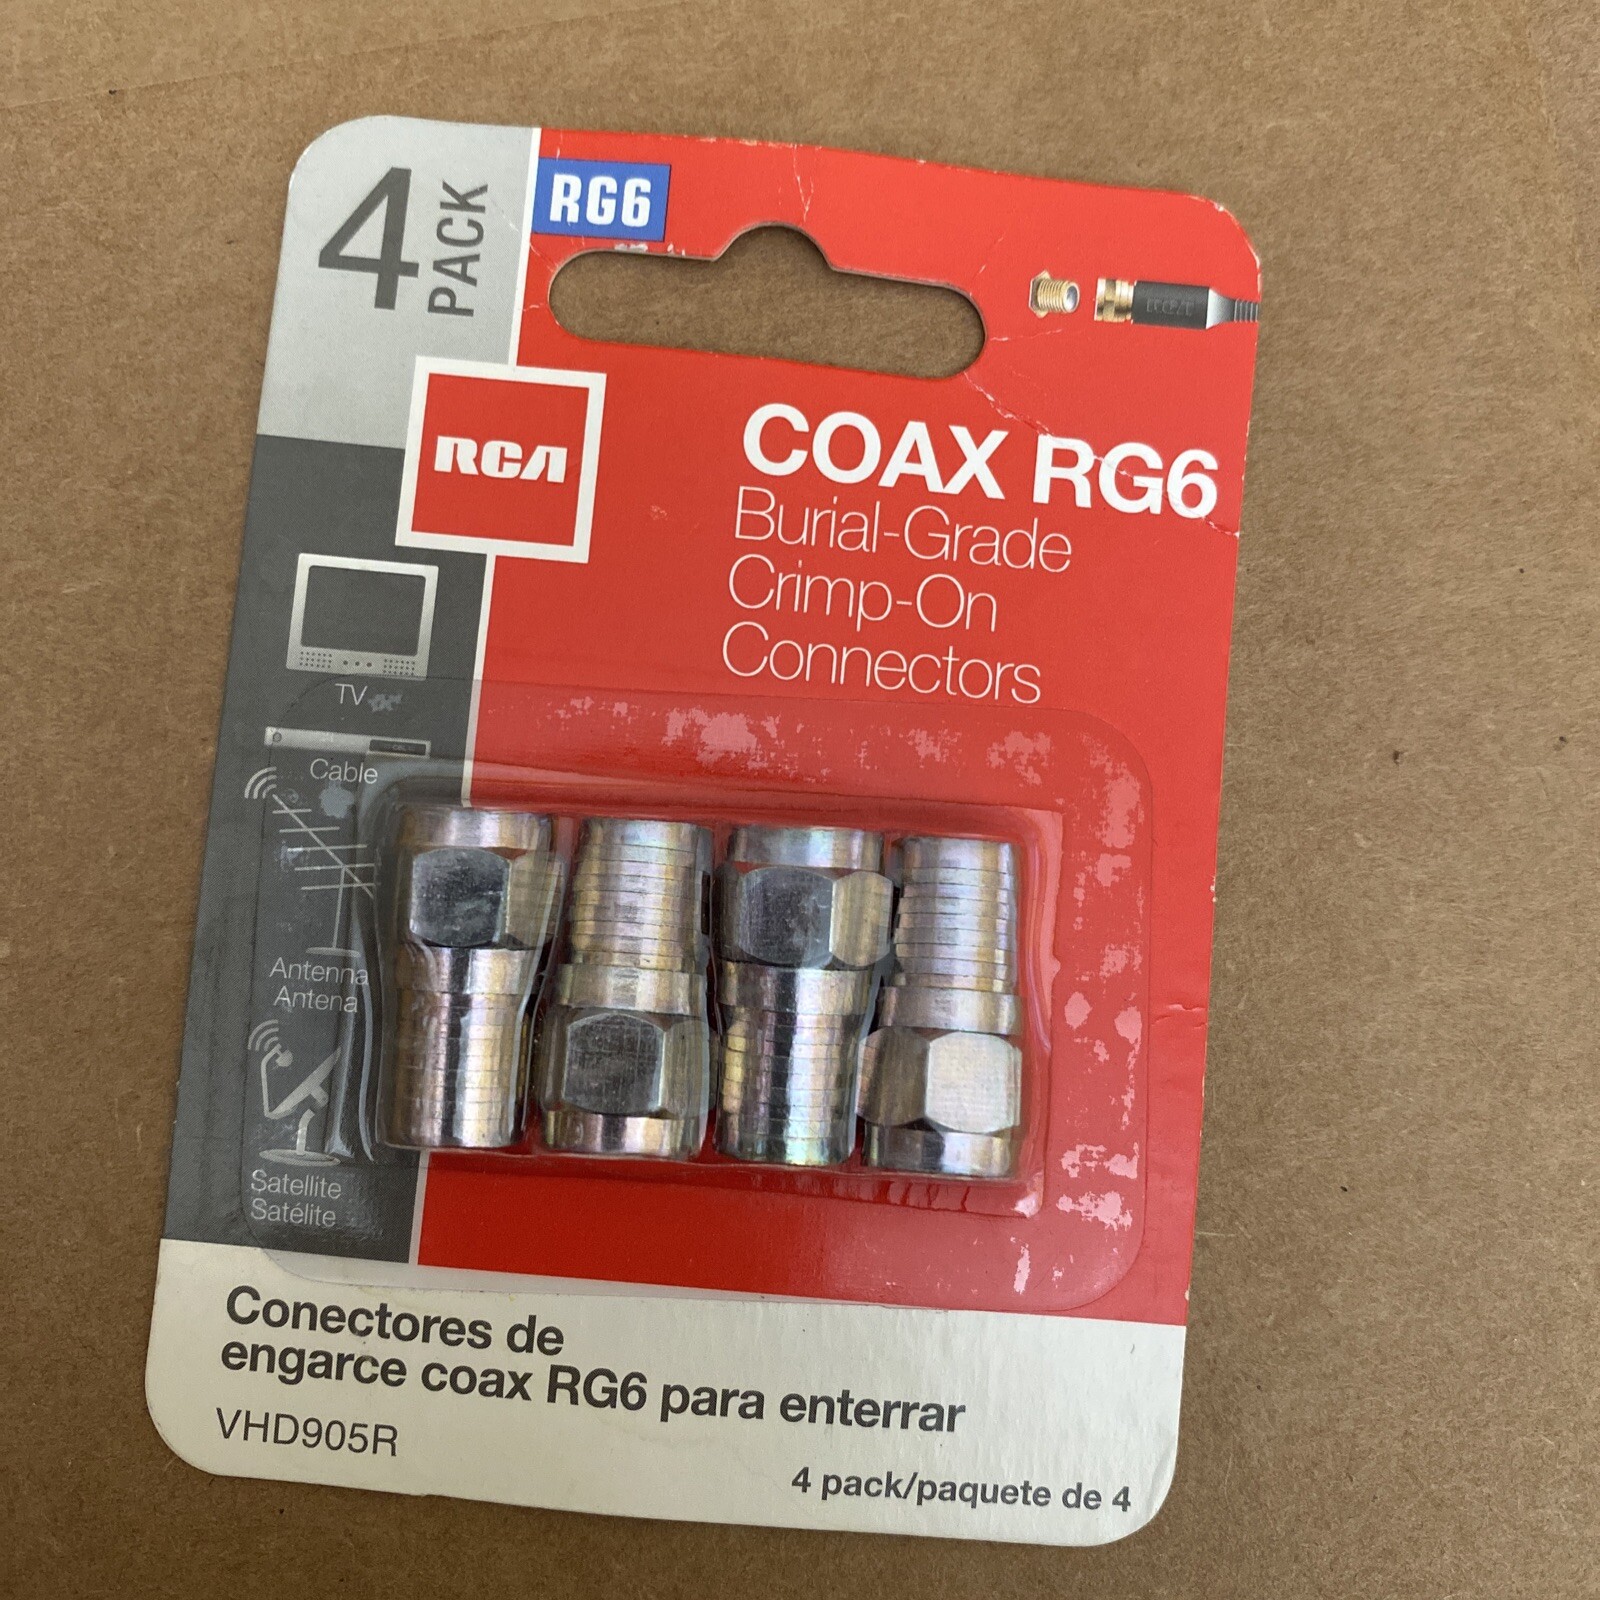 4
PACK
RG6
RCA
COAX RG6
Burial-Grade
Crimp-On
Connectors
TV
Cable
Antenna
Antena
Satellite
Satélite
Conectores de
engarce coax RG6 para enterrar
VHD905R
4 pack/paquete de 4